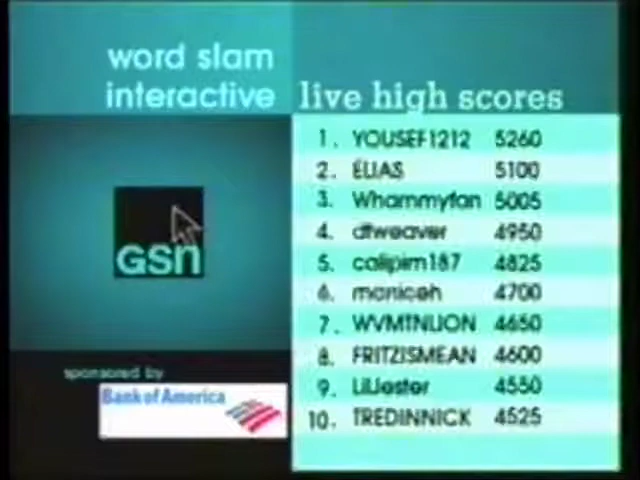 word slam
interactive
live high scores
1. YOUSEF1212 5260
2. ELIAS 5100
3. Whammyfan 5005
4. dtweaver 4950
5. calipim187 4825
6. maniceh 4700
7. WVMTNLION 4650
8. FRITZISMEAN 4600
9. LilJester 4550
10. TREDINNICK 4525
GSN
sponsored by
Bank of America